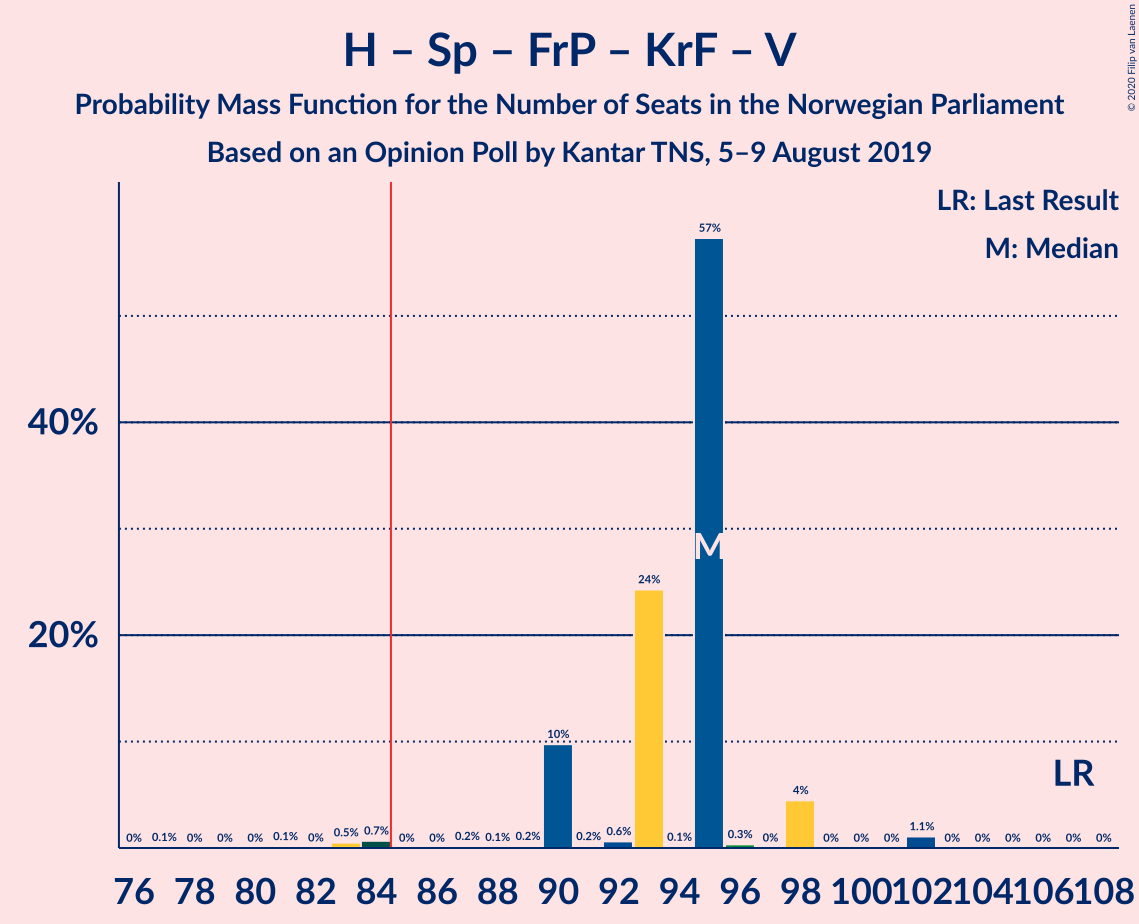 H – Sp – FrP – KrF – V
Probability Mass Function for the Number of Seats in the Norwegian Parliament
Based on an Opinion Poll by Kantar TNS, 5–9 August 2019
© 2020 Filip van Laenen
LR: Last Result
M: Median
57%
40%
M
24%
20%
10%
LR
4%
0% 0.1% 0% 0% 0% 0.1% 0% 0.5% 0.7% 0% 0% 0.2% 0.1% 0.2% 0.2% 0.6% 0.1% 0.3% 0% 0% 0% 0% 1.1% 0% 0% 0% 0% 0% 0%
76 78 80 82 84 86 88 90 92 94 96 98 100 102 104 106 108